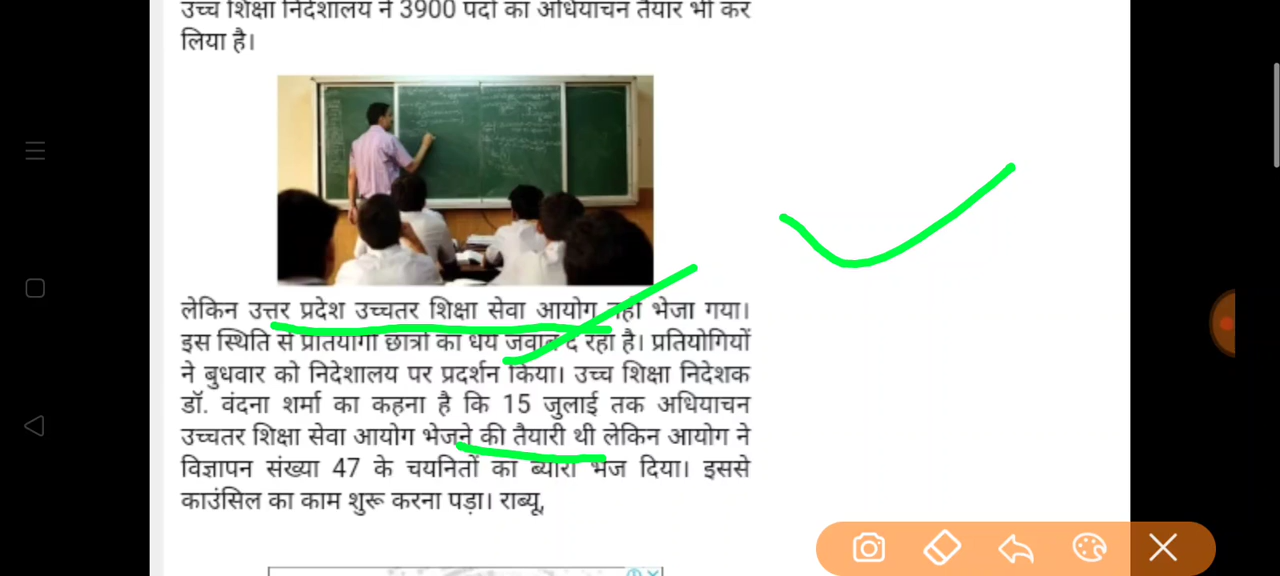 उच्च शिक्षा निदेशालय ने 3900 पदों का अधियाचन तैयार भी कर
लिया है।
लेकिन उत्तर प्रदेश उच्चतर शिक्षा सेवा आयोग नहीं भेजा गया।
इस स्थिति से प्रतियोगी छात्रों का धैर्य जवाब दे रहा है। प्रतियोगियों
ने बुधवार को निदेशालय पर प्रदर्शन किया। उच्च शिक्षा निदेशक
डॉ. वंदना शर्मा का कहना है कि 15 जुलाई तक अधियाचन
उच्चतर शिक्षा सेवा आयोग भेजने की तैयारी थी लेकिन आयोग ने
विज्ञापन संख्या 47 के चयनितों का ब्यौरा भेज दिया। इससे
काउंसिल का काम शुरू करना पड़ा। राब्यू,